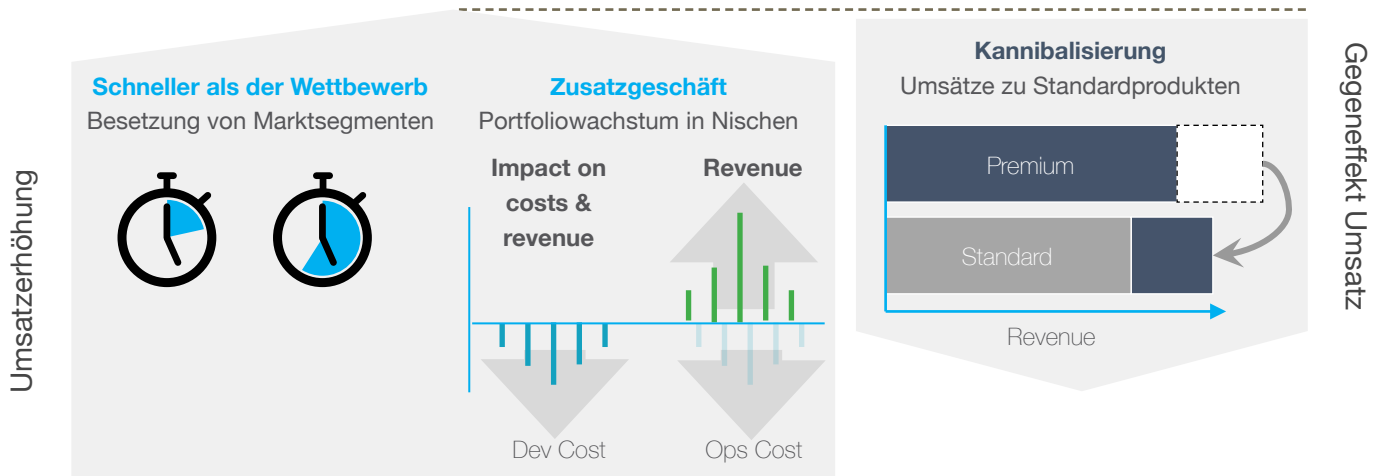 Umsatzerhöhung
Schneller als der Wettbewerb
Besetzung von Marktsegmenten
Zusatzgeschäft
Portfoliowachstum in Nischen
Impact on
costs &
revenue
Revenue
Dev Cost
Ops Cost
Kannibalisierung
Umsätze zu Standardprodukten
Premium
Standard
Revenue
Gegeneffekt Umsatz